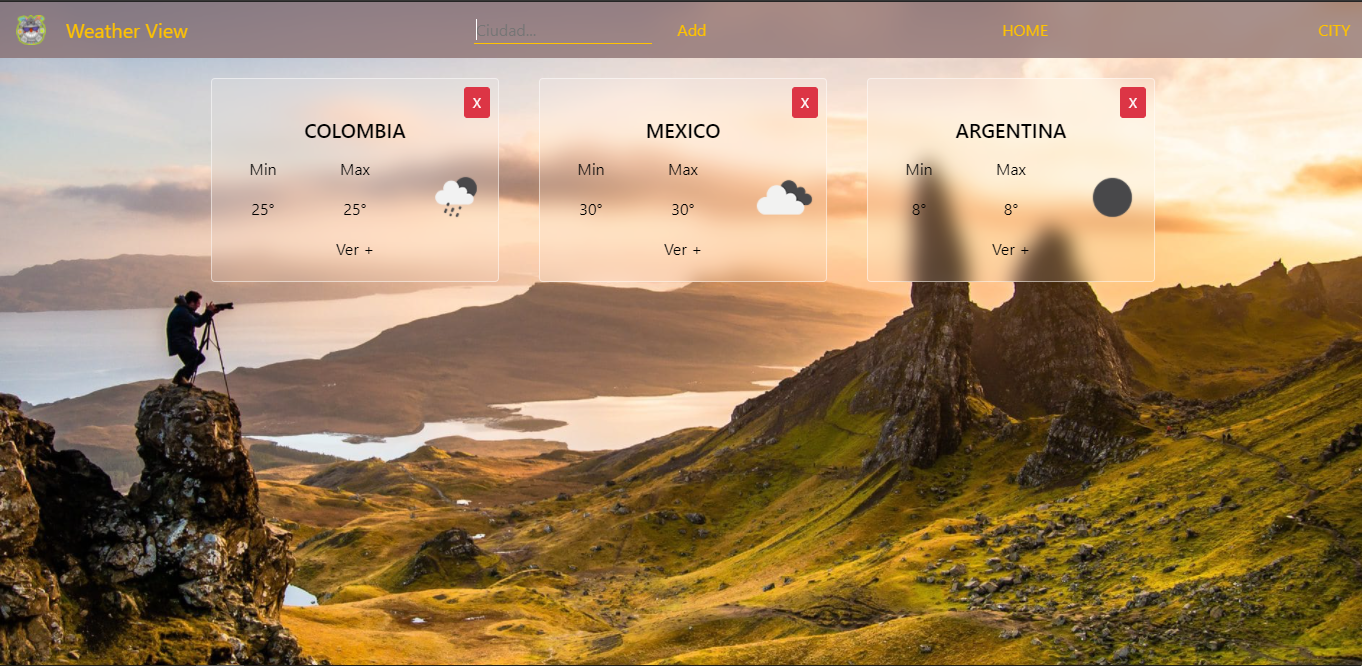 Weather View
Ciudad...
Add
HOME
CITY
X
COLOMBIA
Min Max
25° 25°
Ver +
X
MEXICO
Min Max
30° 30°
Ver +
X
ARGENTINA
Min Max
8° 8°
Ver +